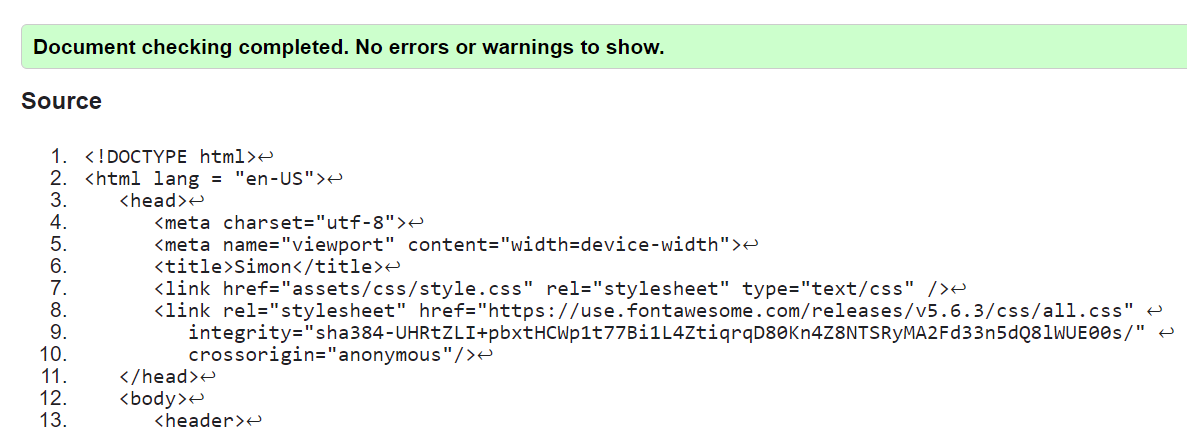 Document checking completed. No errors or warnings to show.
Source
1. <!DOCTYPE html>↩
2. <html lang = "en-US">↩
3. <head>↩
4. <meta charset="utf-8">↩
5. <meta name="viewport" content="width=device-width">↩
6. <title>Simon</title>↩
7. <link href="assets/css/style.css" rel="stylesheet" type="text/css" />↩
8. <link rel="stylesheet" href="https://use.fontawesome.com/releases/v5.6.3/css/all.css" ↩
9. integrity="sha384-UHRtZLI+pbxtHCWp1t77Bi1L4ZtiqrqD80Kn4Z8NTSRyMA2Fd33n5dQ8lWUE00s/" ↩
10. crossorigin="anonymous"/>↩
11. </head>↩
12. <body>↩
13. <header>↩